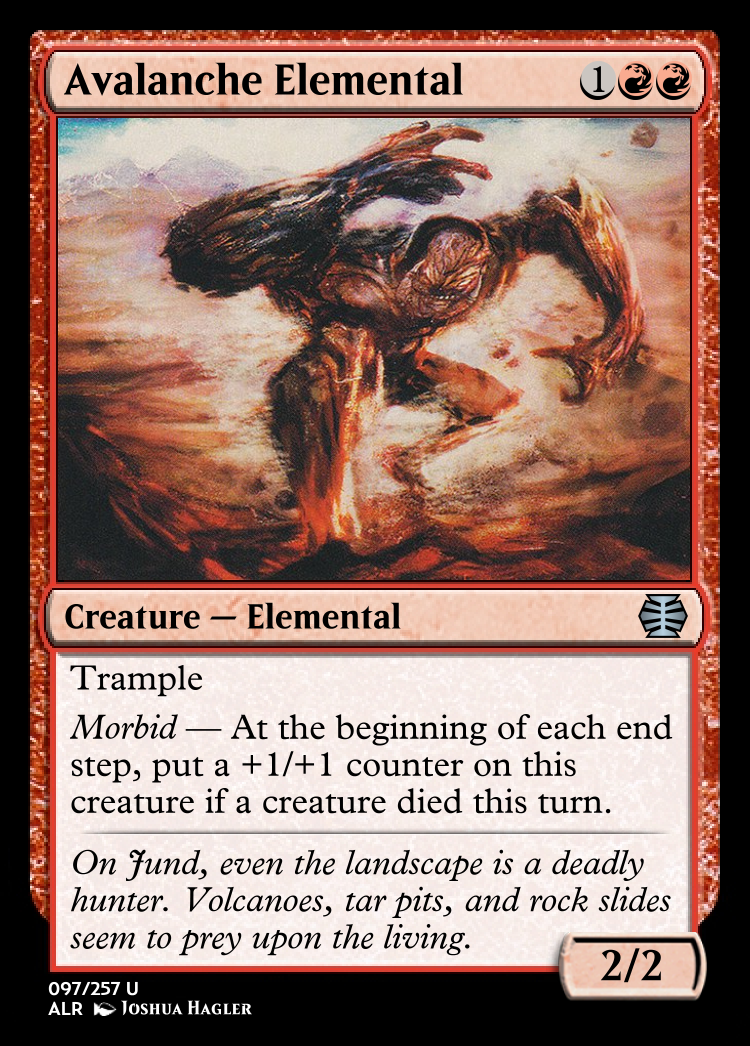 Avalanche Elemental 1
Creature — Elemental
Trample
Morbid — At the beginning of each end
step, put a +1/+1 counter on this
creature if a creature died this turn.
On Jund, even the landscape is a deadly
hunter. Volcanoes, tar pits, and rock slides
seem to prey upon the living.
2/2
097/257 U
ALR Joshua Hagler